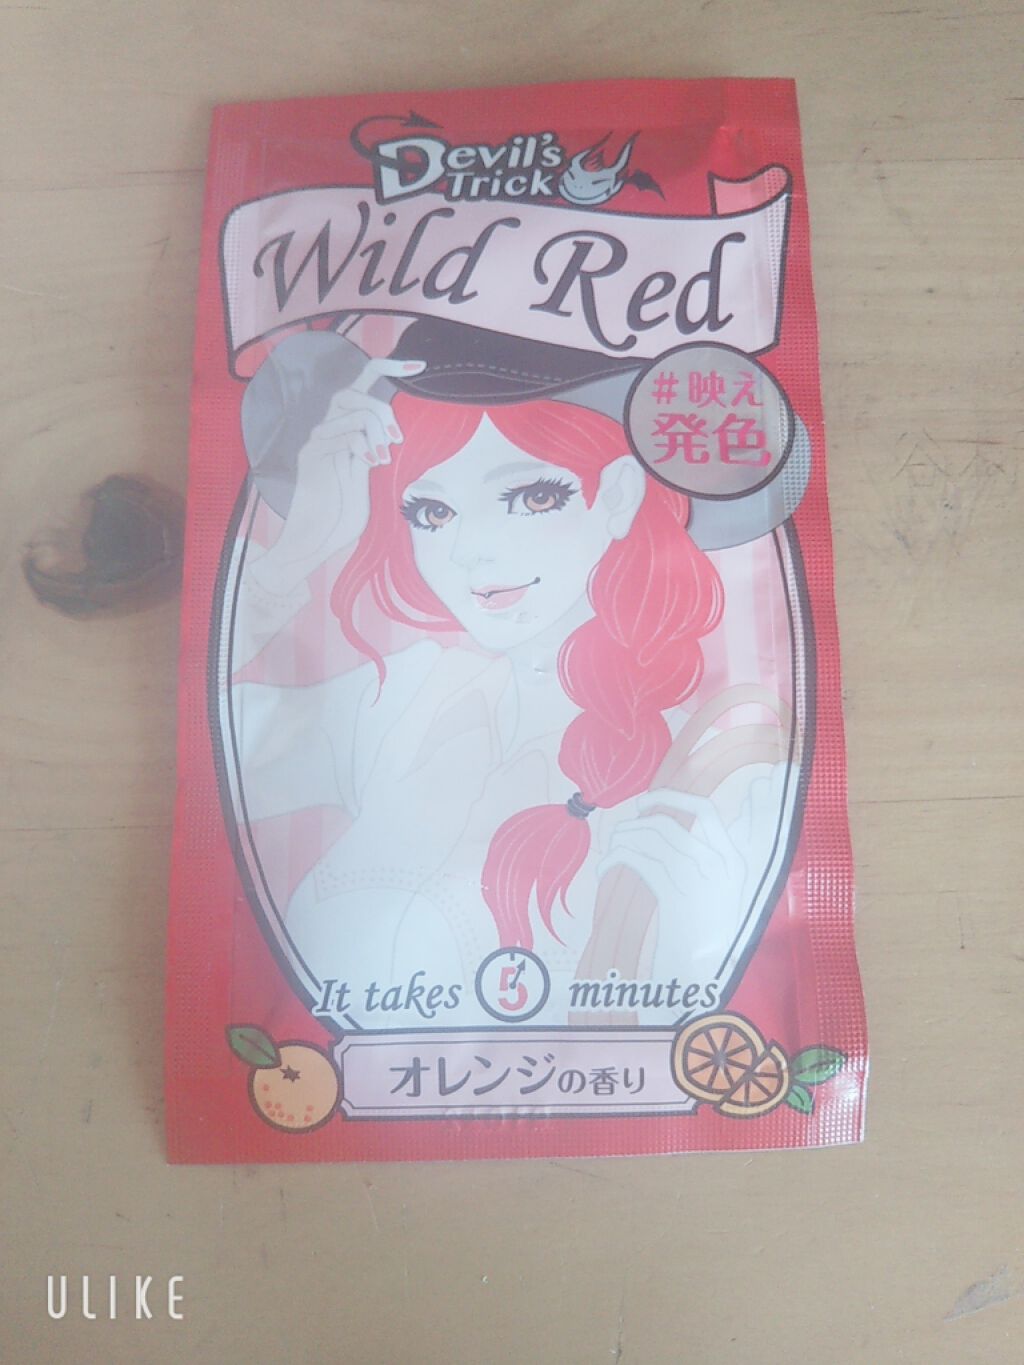 Devil's
Trick
Wild Red
#映え
発色
It takes 5 minutes
オレンジの香り
ULIKE